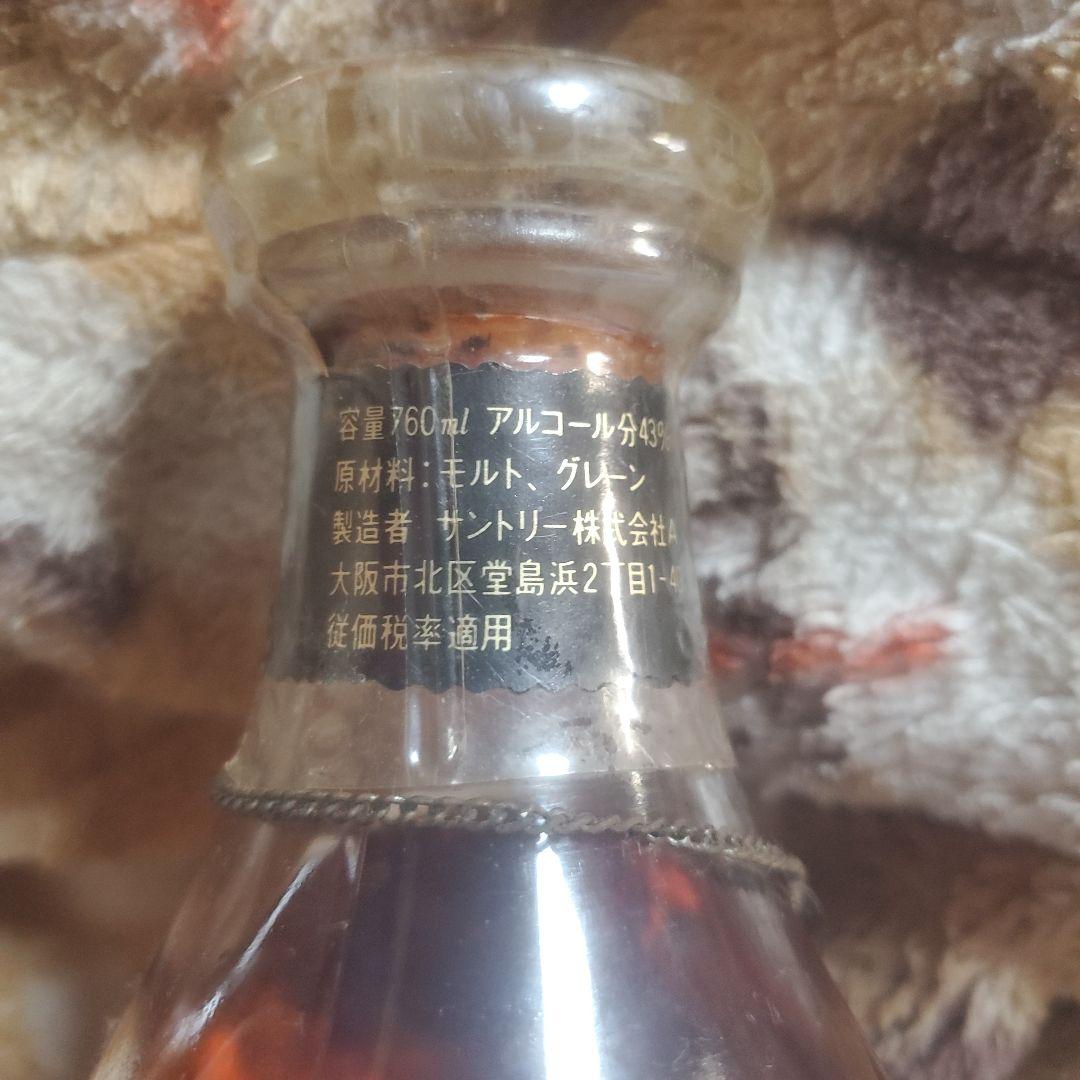 容量760ml アルコール分43%
原材料:モルト、グレーン
製造者 サントリー株式会社A
大阪市北区堂島浜2丁目1-40
従価税率適用